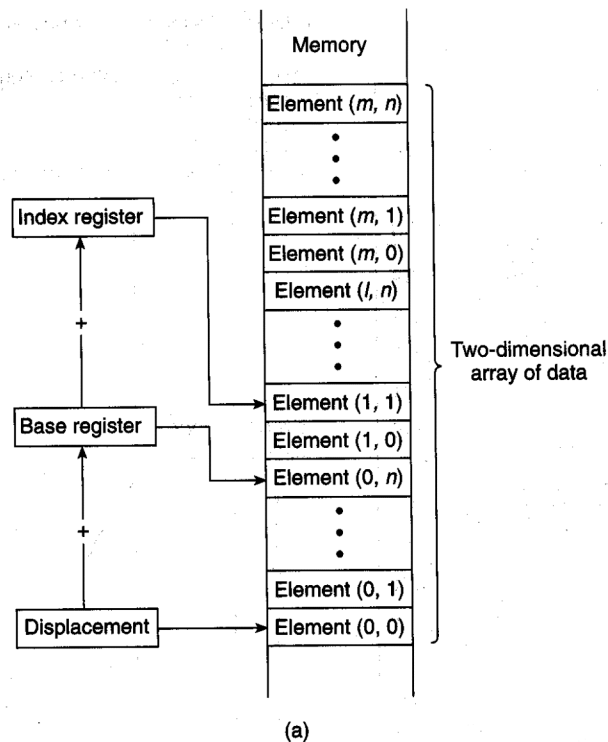 Memory
Element (m, n)
Element (m, 1)
Index register
Element (m, 0)
Element (l, n)
+
Two-dimensional
array of data
Element (1, 1)
Base register
Element (1, 0)
Element (0, n)
+
Element (0, 1)
Displacement
Element (0, 0)
(a)